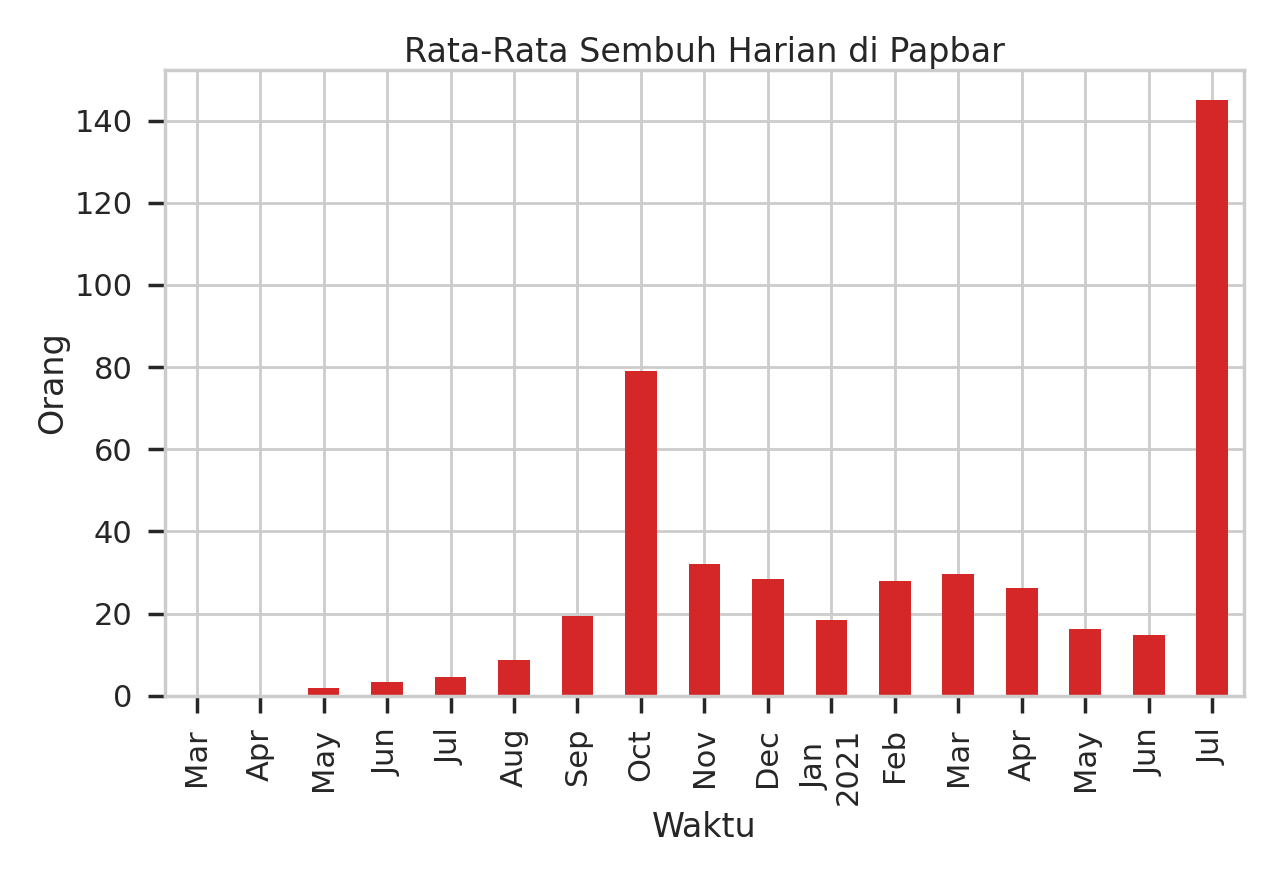 Rata-Rata Sembuh Harian di Papbar
140
120
100
80
60
40
20
0
Orang
Mar
Apr
May
Jun
Jul
Aug
Sep
Oct
Nov
Dec
Jan
2021
Feb
Mar
Apr
May
Jun
Jul
Waktu